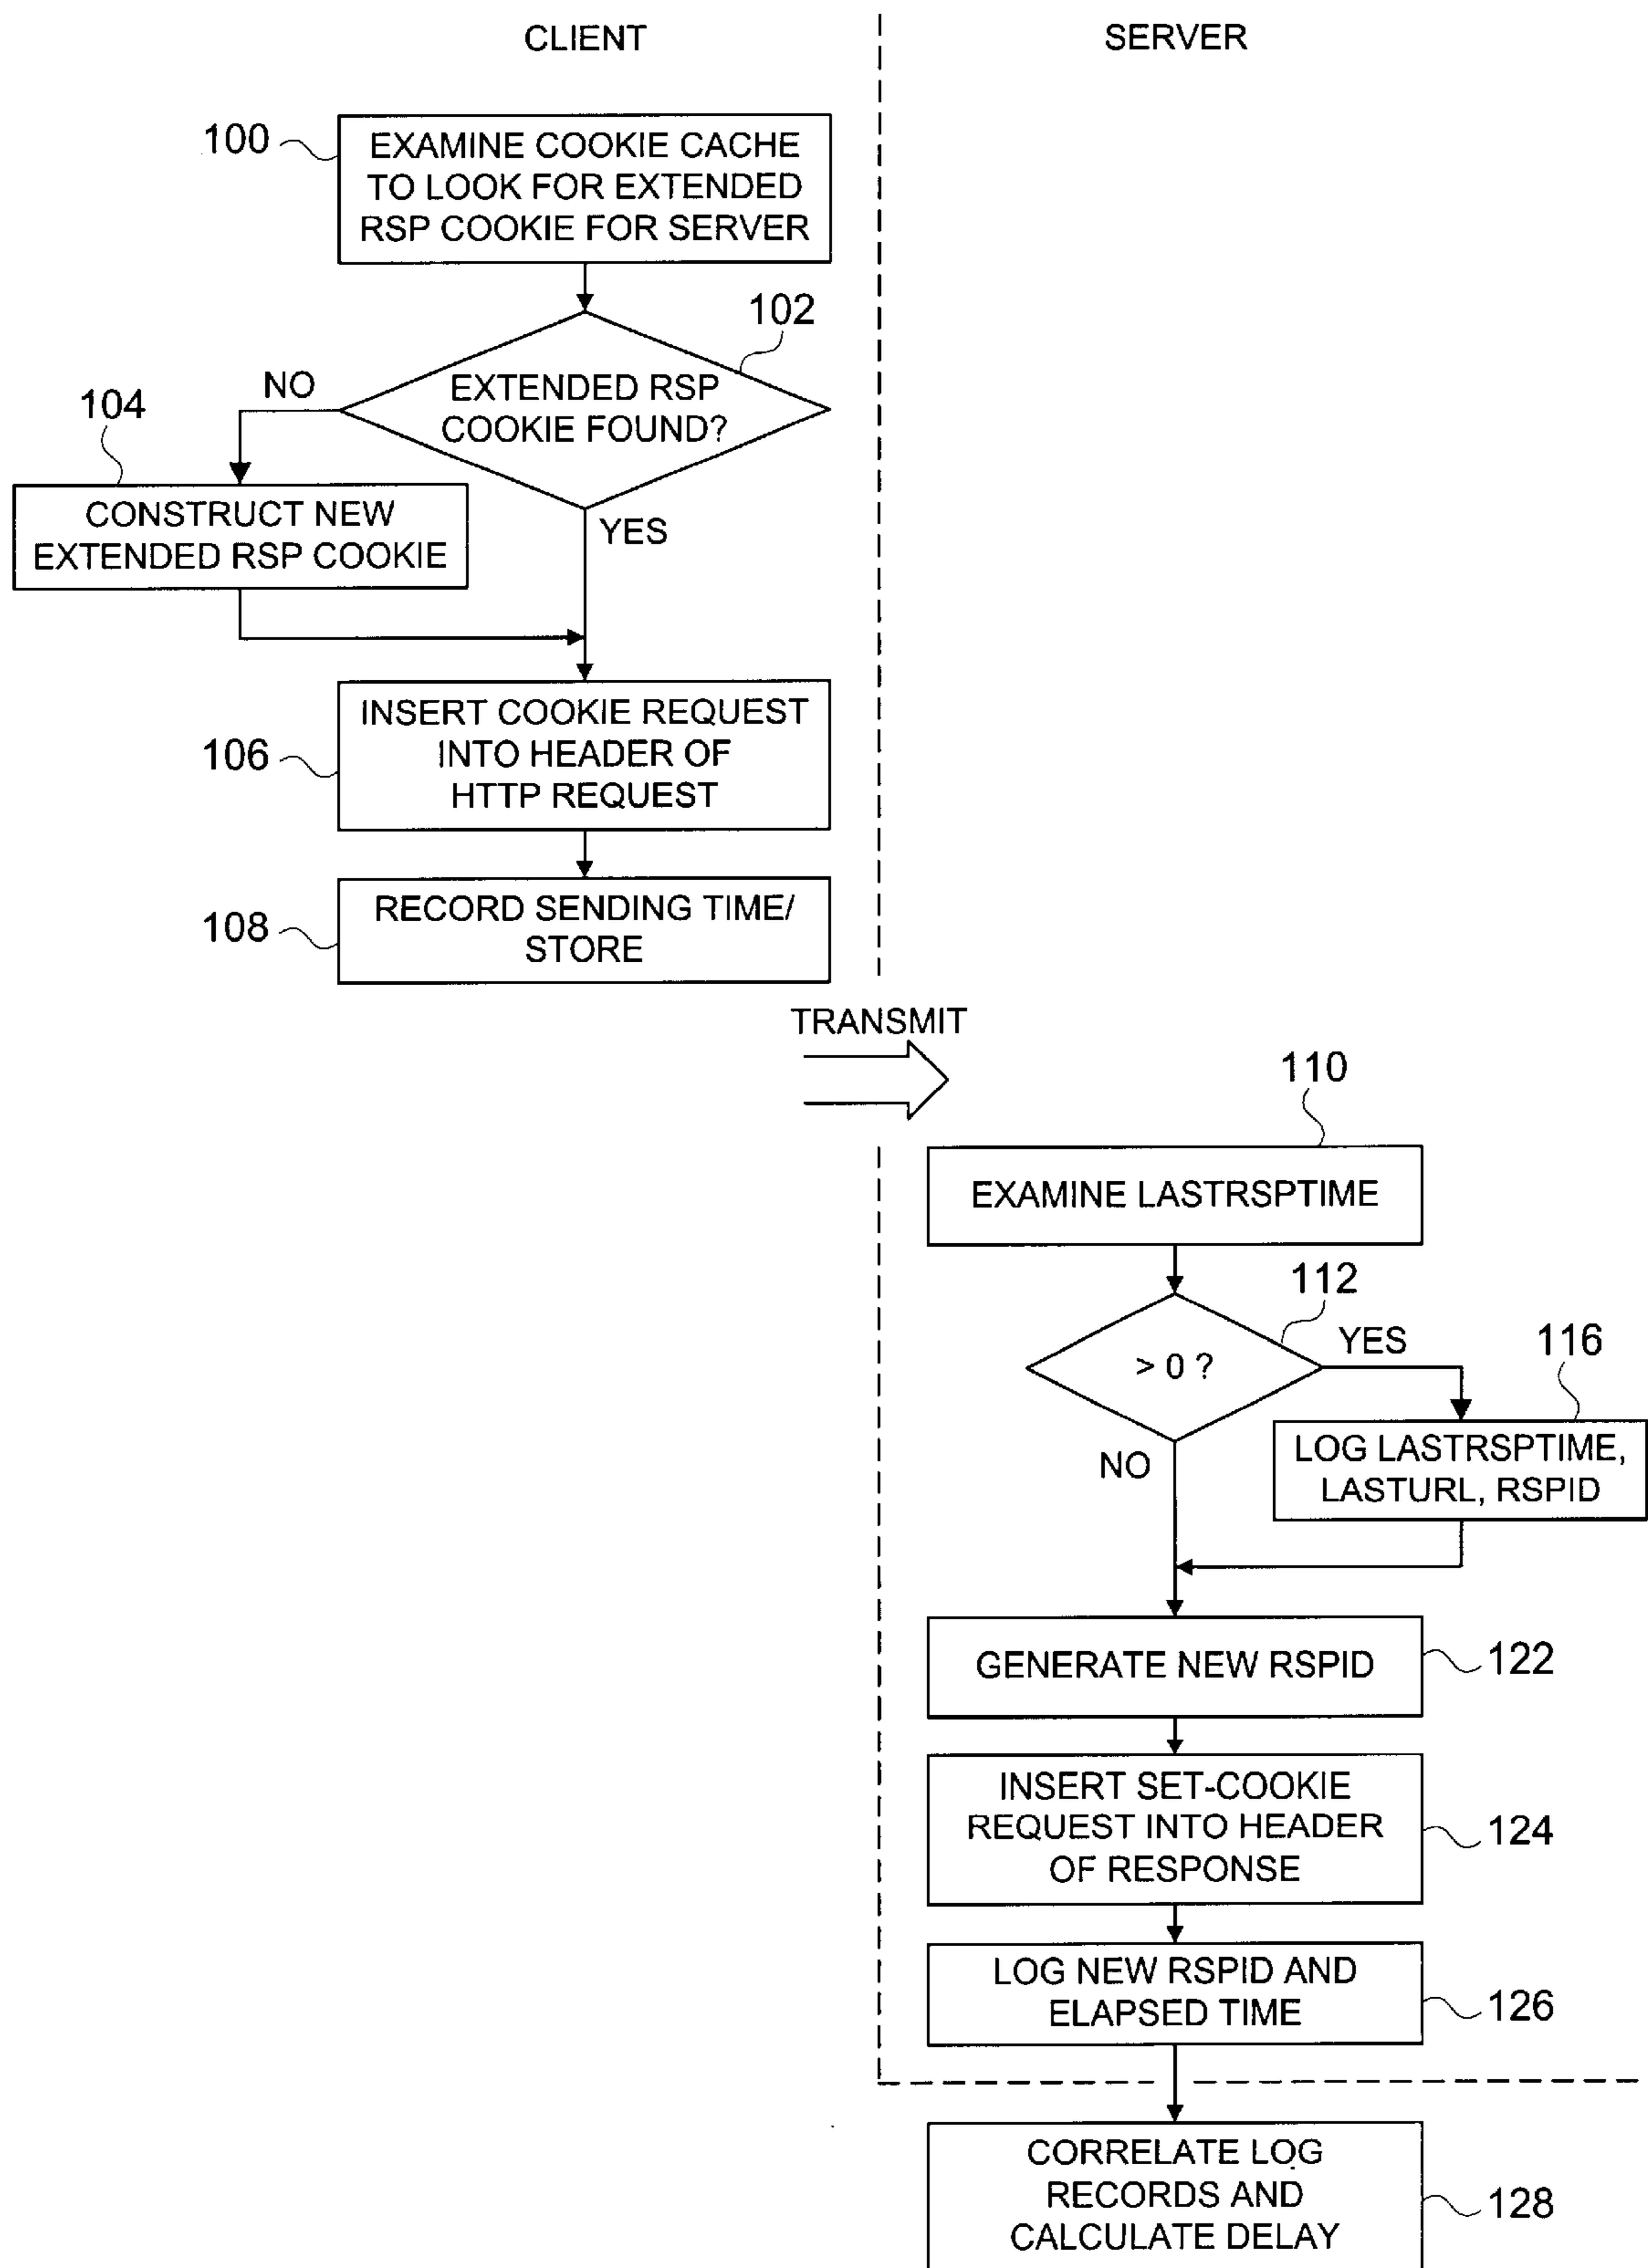 CLIENT
SERVER
100
EXAMINE COOKIE CACHE
TO LOOK FOR EXTENDED
RSP COOKIE FOR SERVER
102
EXTENDED RSP
COOKIE FOUND?
NO
104
CONSTRUCT NEW
EXTENDED RSP COOKIE
YES
INSERT COOKIE REQUEST
INTO HEADER OF
HTTP REQUEST
106
RECORD SENDING TIME/
STORE
108
TRANSMIT
110
EXAMINE LASTRSPTIME
112
> 0 ?
YES
116
LOG LASTRSPTIME,
LASTURL, RSPID
NO
GENERATE NEW RSPID
122
INSERT SET-COOKIE
REQUEST INTO HEADER
OF RESPONSE
124
LOG NEW RSPID AND
ELAPSED TIME
126
CORRELATE LOG
RECORDS AND
CALCULATE DELAY
128